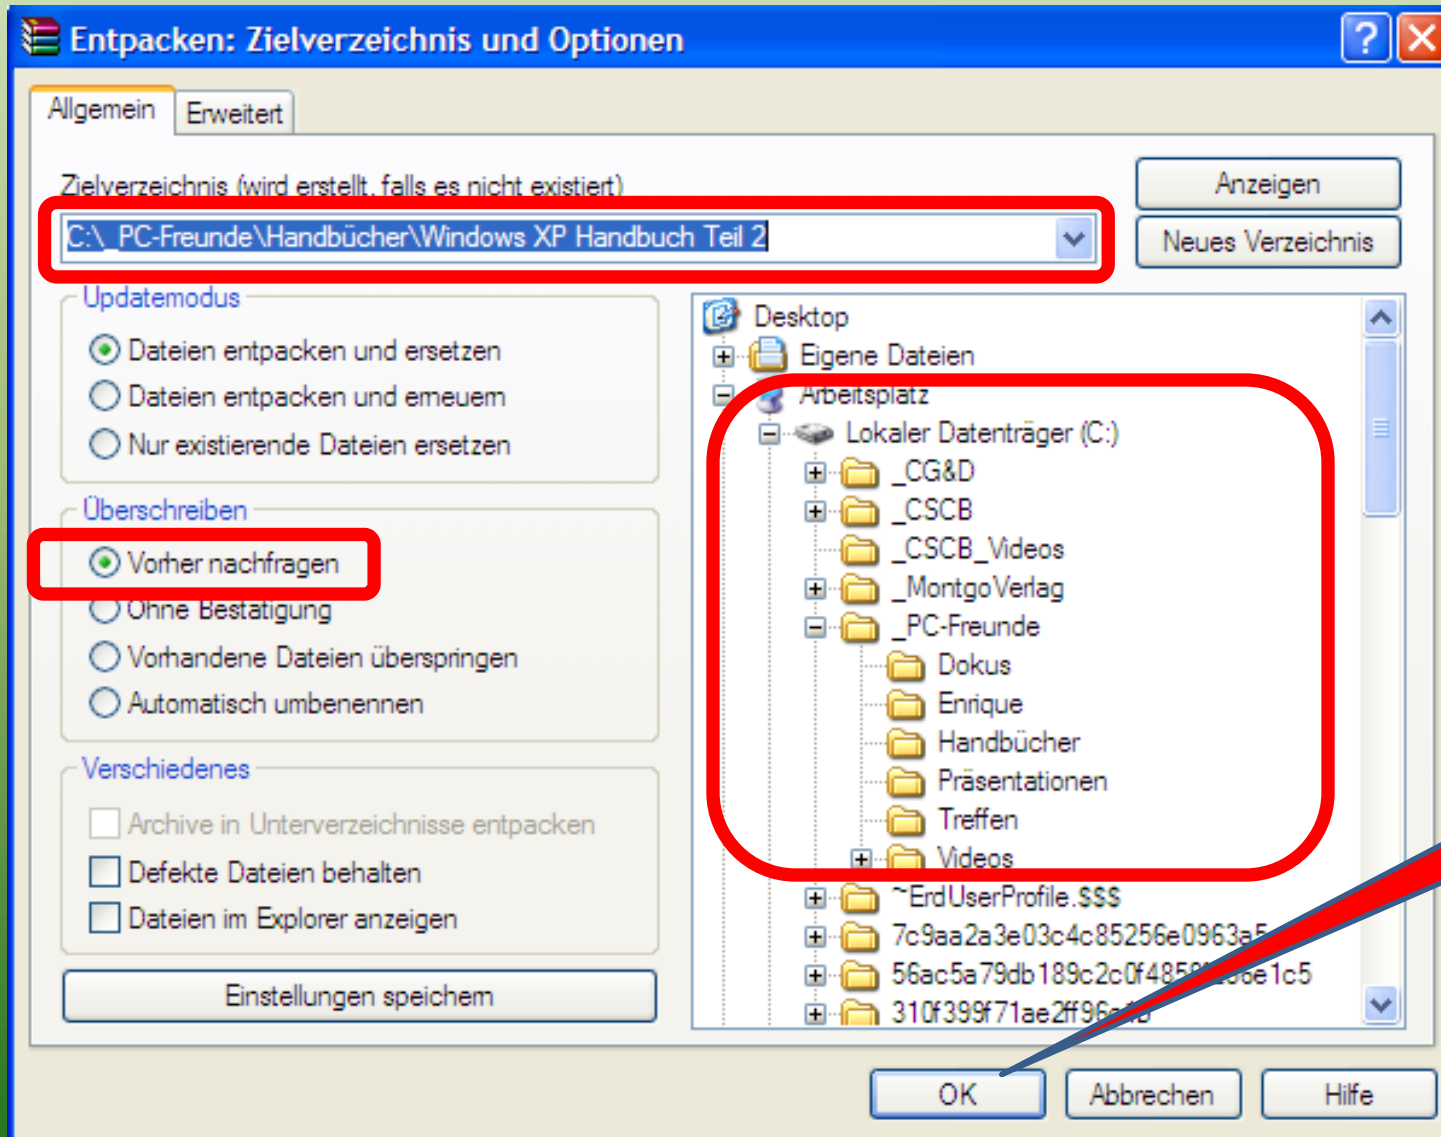 Entpacken: Zielverzeichnis und Optionen
Allgemein
Erweitert
Zielverzeichnis (wird erstellt, falls es nicht existiert)
C:\_PC-Freunde\Handbücher\Windows XP Handbuch Teil 2
Anzeigen
Neues Verzeichnis
Updatemodus
Dateien entpacken und ersetzen
Dateien entpacken und erneuern
Nur existierende Dateien ersetzen
Überschreiben
Vorher nachfragen
Ohne Bestätigung
Vorhandene Dateien überspringen
Automatisch umbenennen
Verschiedenes
Archive in Unterverzeichnisse entpacken
Defekte Dateien behalten
Dateien im Explorer anzeigen
Einstellungen speichern
Desktop
Eigene Dateien
Arbeitsplatz
Lokaler Datenträger (C:)
_CG&D
_CSCB
_CSCB_Videos
_MontgoVerlag
_PC-Freunde
Dokus
Enrique
Handbücher
Präsentationen
Treffen
Videos
~ErdUserProfile.$$$
OK
Abbrechen
Hilfe